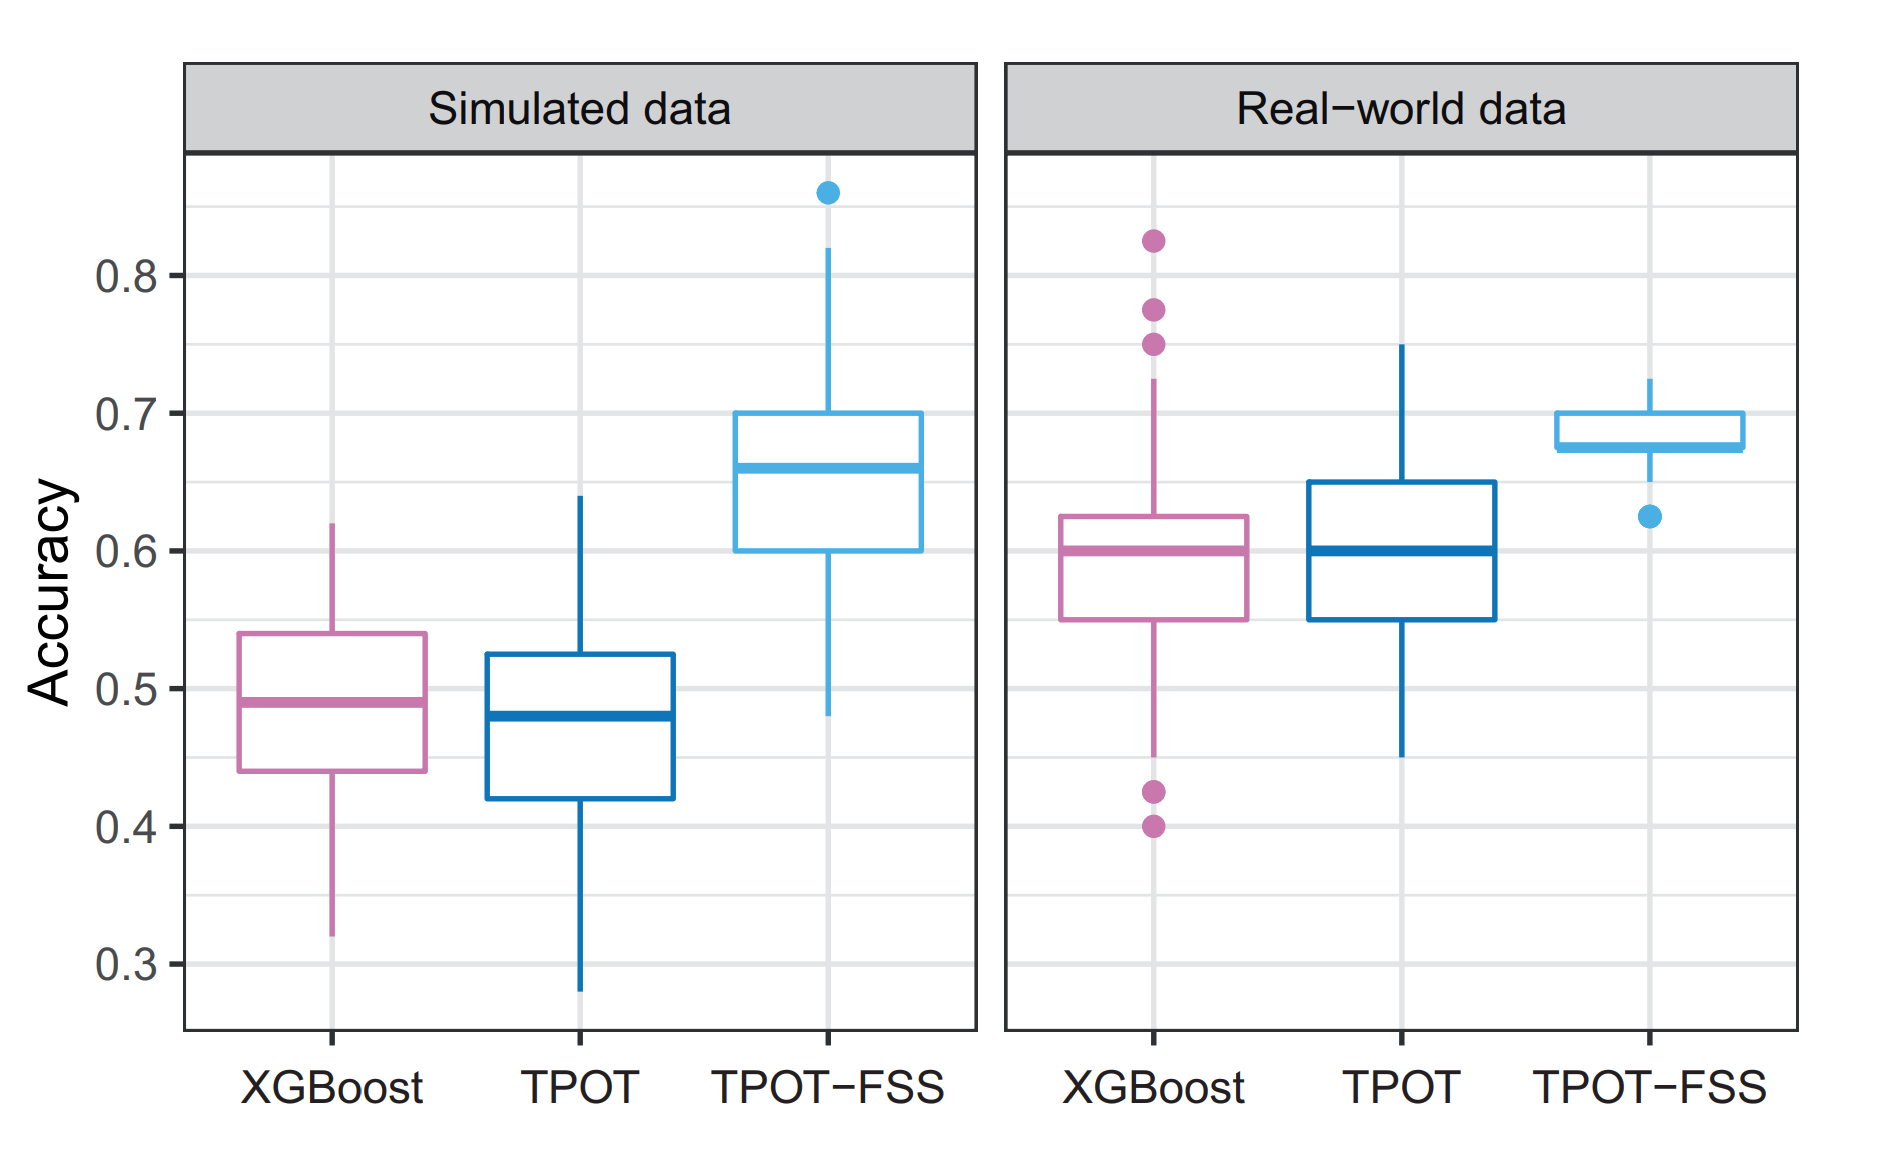 Simulated data
Real−world data
Accuracy
0.8
0.7
0.6
0.5
0.4
0.3
XGBoost TPOT TPOT−FSS
XGBoost TPOT TPOT−FSS